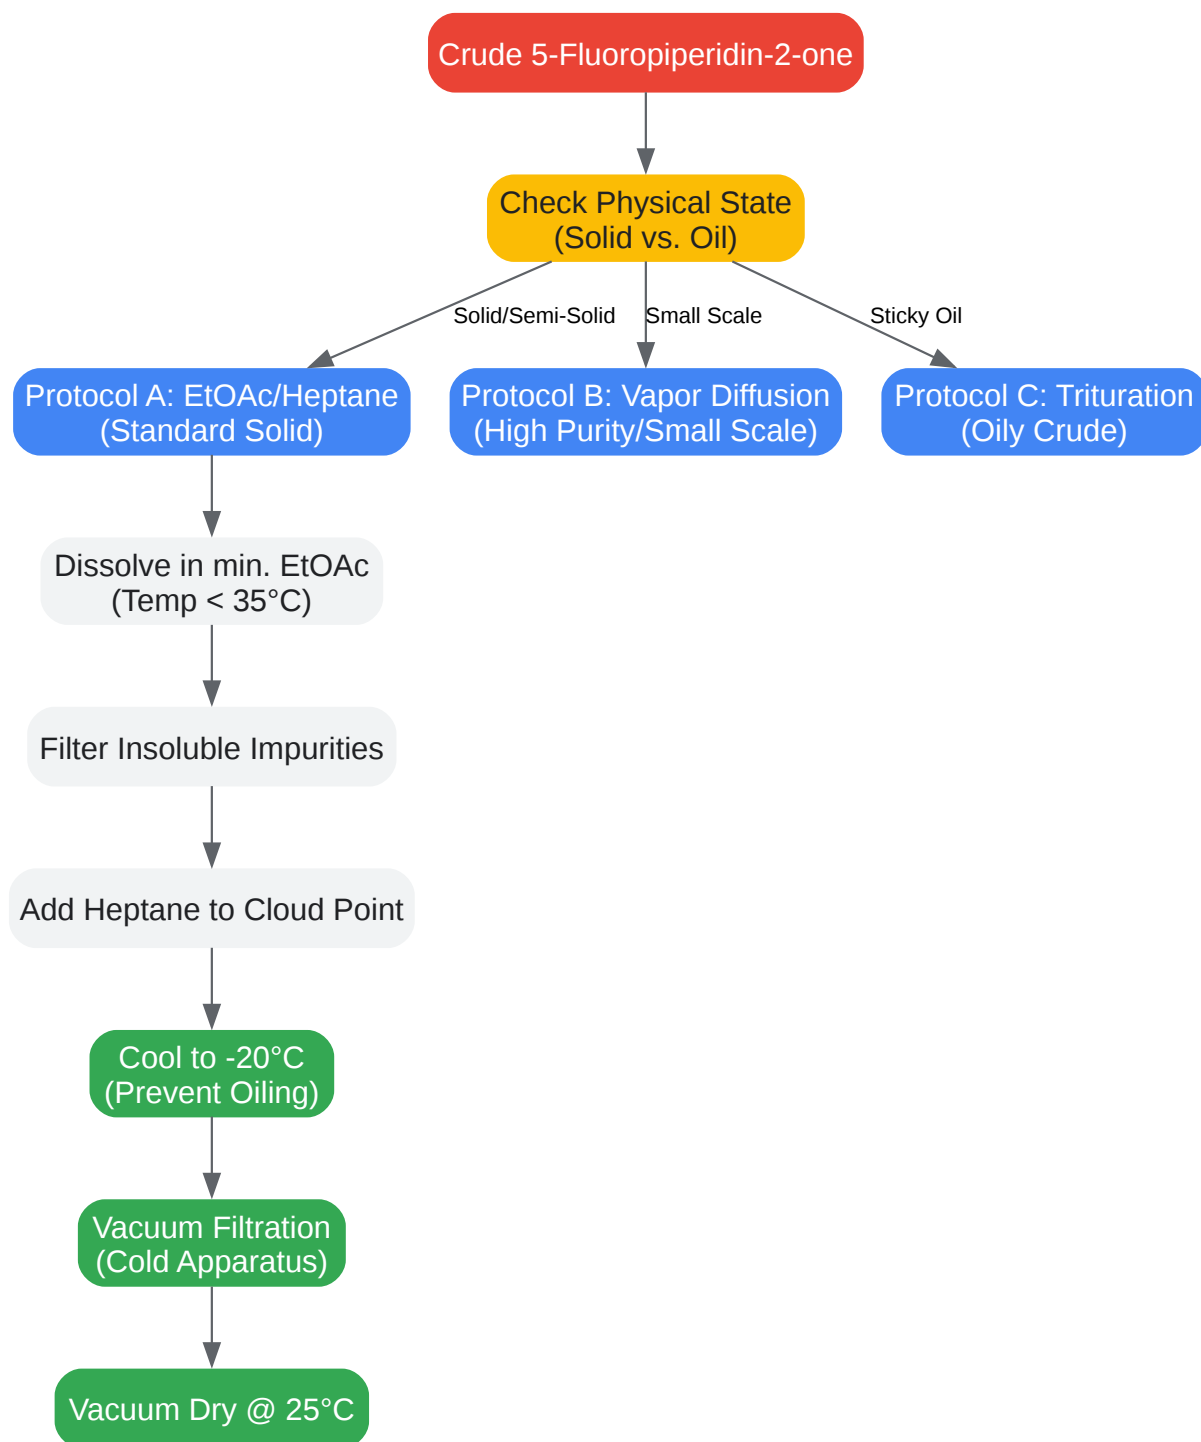 Crude 5-Fluoropiperidin-2-one
Check Physical State
(Solid vs. Oil)
Solid/Semi-Solid
Small Scale
Sticky Oil
Protocol A: EtOAc/Heptane
(Standard Solid)
Protocol B: Vapor Diffusion
(High Purity/Small Scale)
Protocol C: Trituration
(Oily Crude)
Dissolve in min. EtOAc
(Temp < 35°C)
Filter Insoluble Impurities
Add Heptane to Cloud Point
Cool to -20°C
(Prevent Oiling)
Vacuum Filtration
(Cold Apparatus)
Vacuum Dry @ 25°C